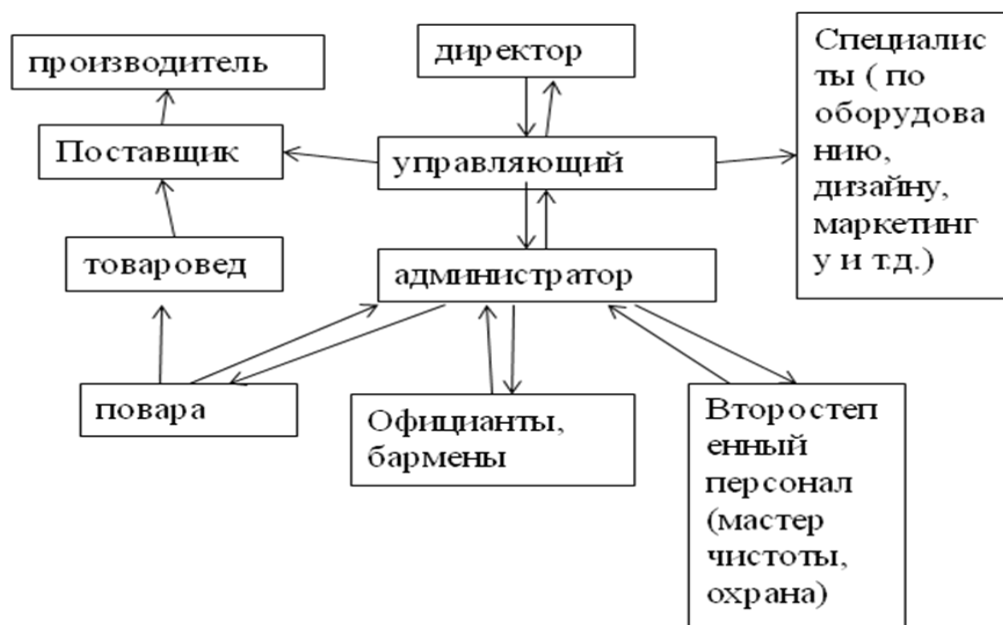 производитель
директор
Специалис
ты ( по
оборудова
нию,
дизайну,
маркетинг
у и т.д.)
Поставщик
управляющий
товаровед
администратор
повара
Официанты,
бармены
Второстеп
енный
персонал
(мастер
чистоты,
охрана)